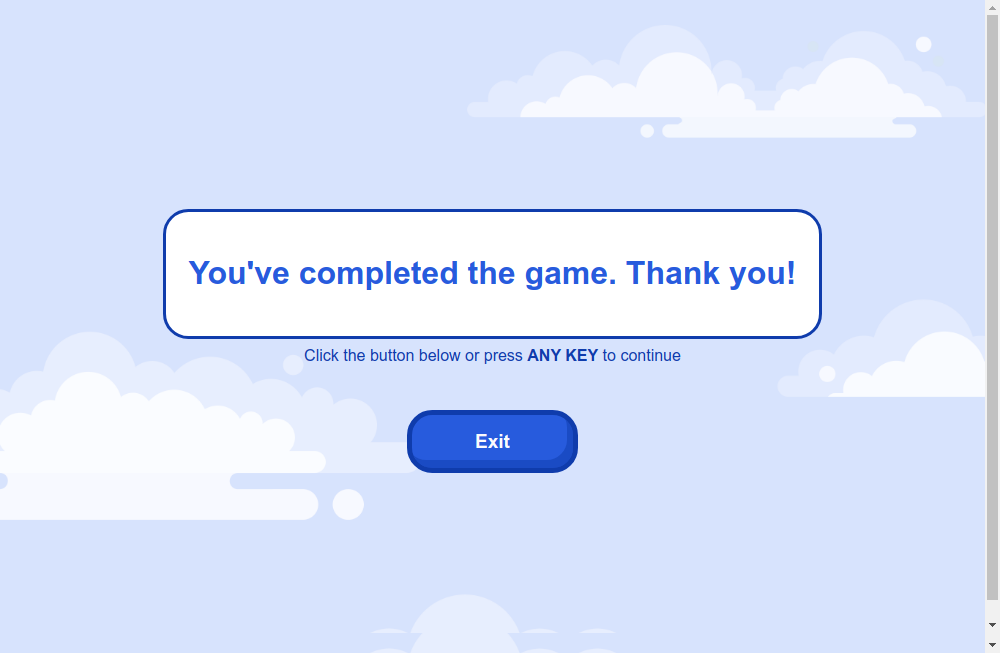 You've completed the game. Thank you!
Click the button below or press ANY KEY to continue
Exit